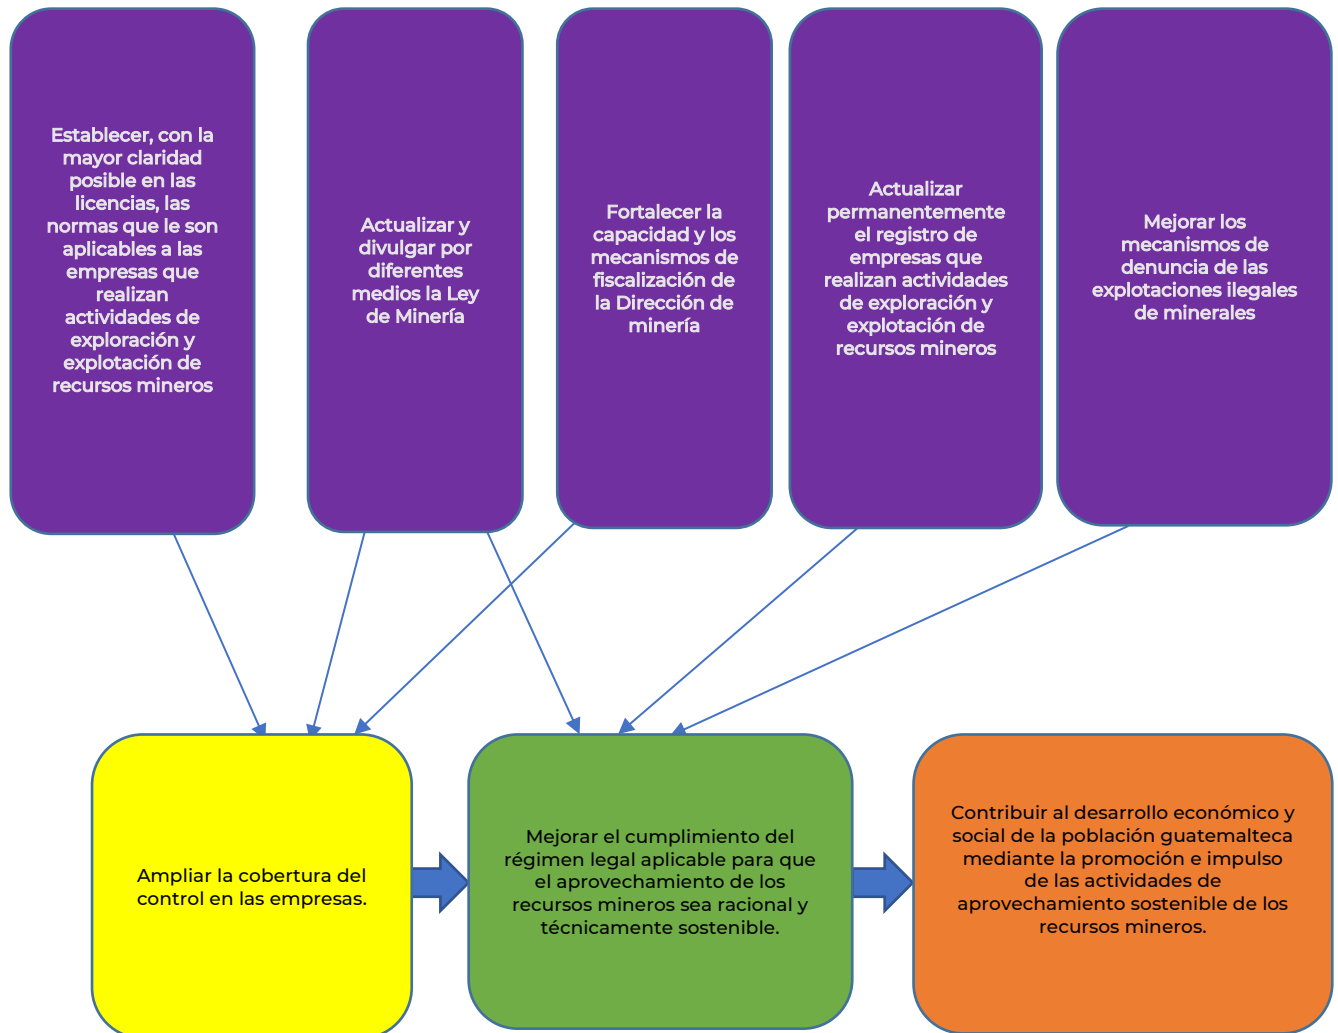 Establecer, con la
mayor claridad
posible en las
licencias, las
normas que le son
aplicables a las
empresas que
realizan
actividades de
exploración y
explotación de
recursos mineros
Actualizar y
divulgar por
diferentes
medios la Ley
de Minería
Fortalecer la
capacidad y los
mecanismos de
fiscalización de
la Dirección de
minería
Actualizar
permanentemente
el registro de
empresas que
realizan actividades
de exploración y
explotación de
recursos mineros
Mejorar los
mecanismos de
denuncia de las
explotaciones ilegales
de minerales
Ampliar la cobertura del
control en las empresas.
Mejorar el cumplimiento del
régimen legal aplicable para que
el aprovechamiento de los
recursos mineros sea racional y
técnicamente sostenible.
Contribuir al desarrollo económico y
social de la población guatemalteca
mediante la promoción e impulso
de las actividades de
aprovechamiento sostenible de los
recursos mineros.